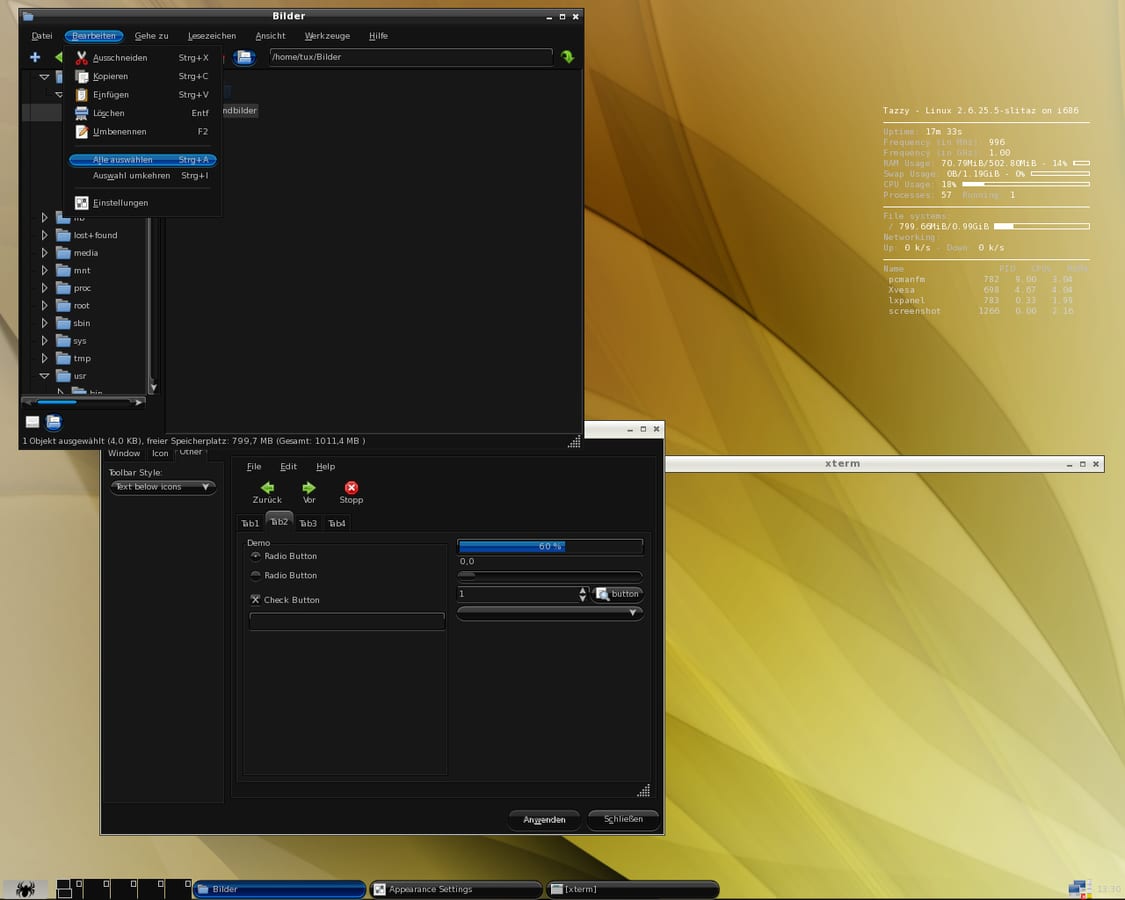 Bilder
Datei Bearbeiten Gehe zu Lesezeichen Ansicht Werkzeuge Hilfe
/home/tux/Bilder
Ausschneiden Strg+X
Kopieren Strg+C
Einfügen Strg+V
Löschen Entf
Umbenennen F2
Alle auswählen Strg+A
Auswahl umkehren Strg+I
Einstellungen
ndbilder
lib
lost+found
media
mnt
proc
root
sbin
sys
tmp
usr
bin
1 Objekt ausgewählt (4,0 KB), freier Speicherplatz: 799,7 MB (Gesamt: 1011,4 MB )
Tazzy - Linux 2.6.25.5-slitaz on i686
Uptime: 17m 33s
Frequency (in MHz): 996
Frequency (in GHz): 1.00
RAM Usage: 70.79MiB/502.80MiB - 14%
Swap Usage: 0B/1.19GiB - 0%
CPU Usage: 18%
Processes: 57 Running: 1
File systems:
/ 799.66MiB/0.99GiB
Networking:
Up: 0 k/s - Down: 0 k/s
Name PID CPU% MEM%
pcmanfm 782 9.00 3.04
Xvesa 698 4.67 4.04
lxpanel 783 0.33 1.99
screenshot 1266 0.00 2.16
xterm
Window Icon Other
Toolbar Style:
Text below icons
File Edit Help
Zurück Vor Stopp
Tab1 Tab2 Tab3 Tab4
Demo
Radio Button
Radio Button
Check Button
60 %
0,0
1
button
Anwenden Schließen
Bilder
Appearance Settings
[xterm]
13:30